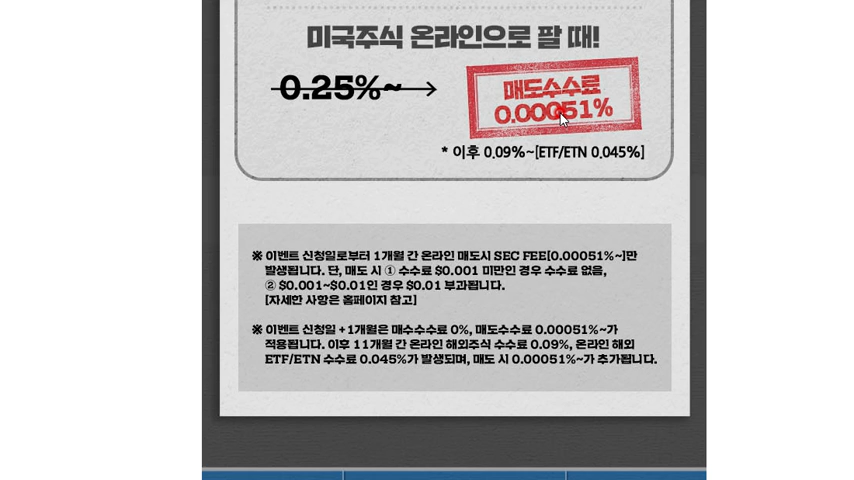 미국주식 온라인으로 팔 때!
0.25%~
매도수수료
0.00051%
* 이후 0.09%~[ETF/ETN 0.045%]
※ 이벤트 신청일로부터 1개월 간 온라인 매도시 SEC FEE[0.00051%~]만
발생됩니다. 단, 매도 시 ① 수수료 $0.001 미만인 경우 수수료 없음,
② $0.001~$0.01인 경우 $0.01 부과됩니다.
[자세한 사항은 홈페이지 참고]
※ 이벤트 신청일 +1개월은 매수수수료 0%, 매도수수료 0.00051%~가
적용됩니다. 이후 11개월 간 온라인 해외주식 수수료 0.09%, 온라인 해외
ETF/ETN 수수료 0.045%가 발생되며, 매도 시 0.00051%~가 추가됩니다.